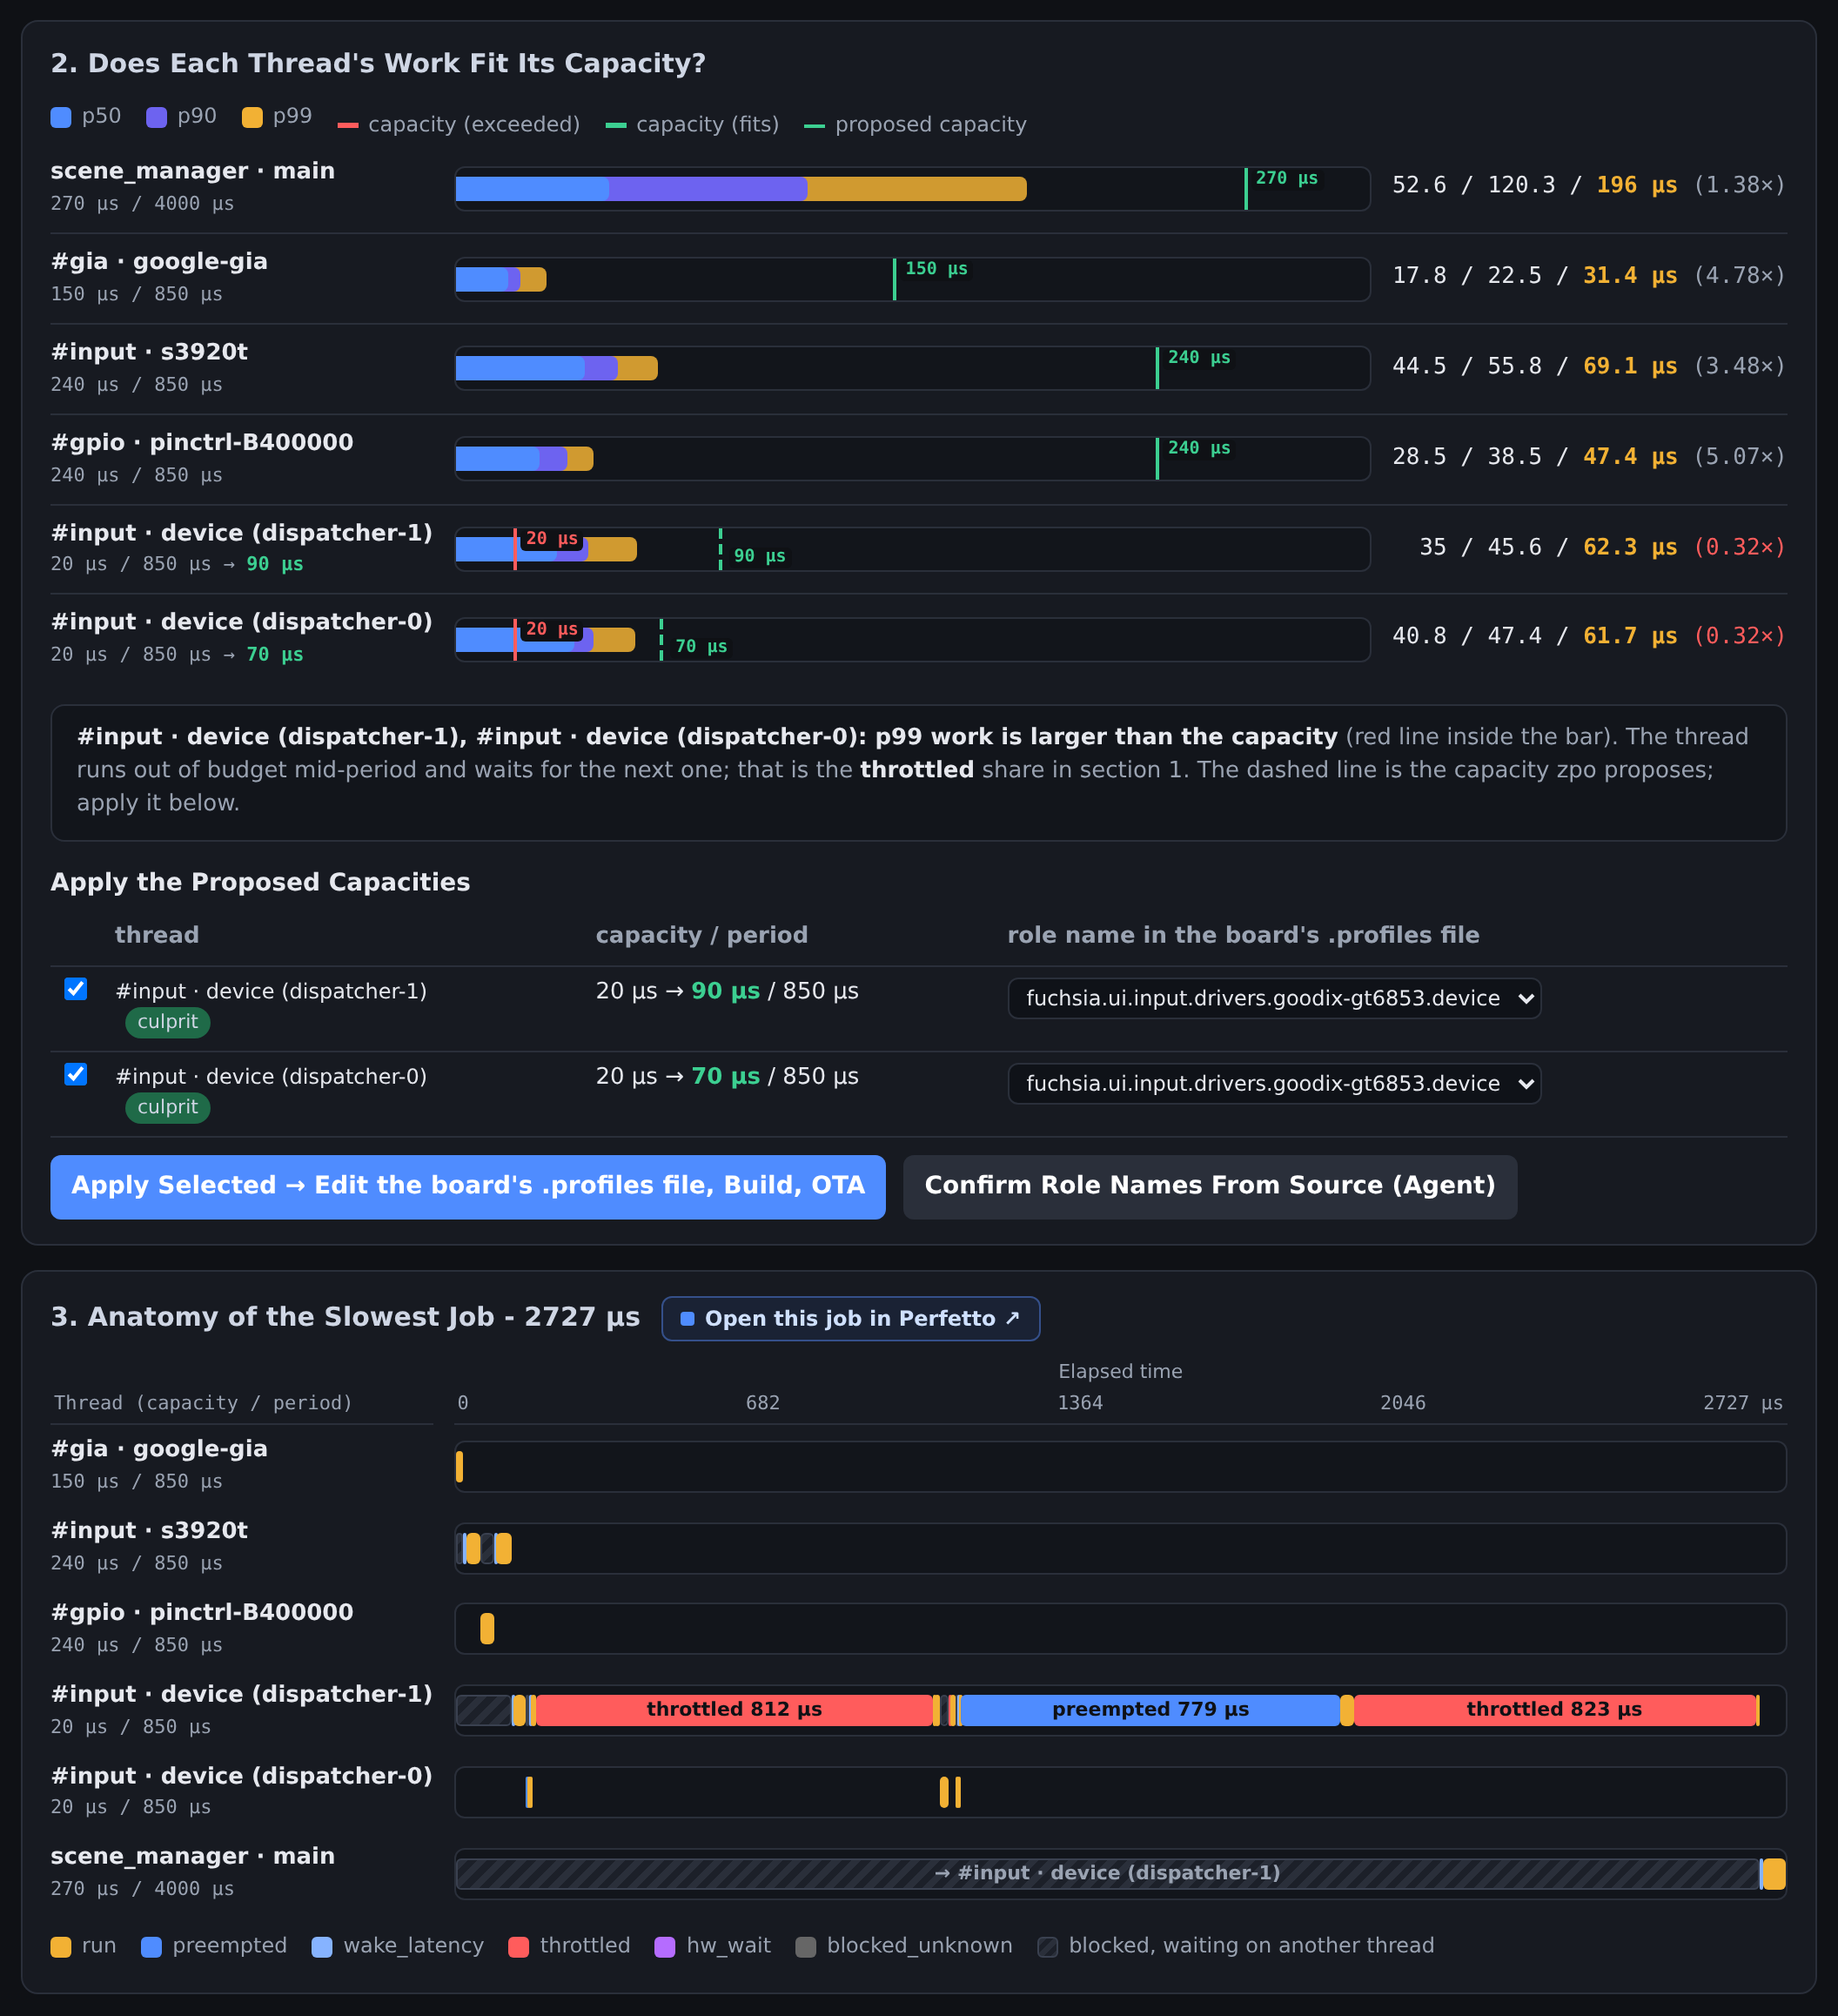 2. Does Each Thread's Work Fit Its Capacity?
p50 p90 p99 capacity (exceeded) capacity (fits) proposed capacity
scene_manager · main
270 µs / 4000 µs
270 µs
52.6 / 120.3 / 196 µs (1.38×)
#gia · google-gia
150 µs / 850 µs
150 µs
17.8 / 22.5 / 31.4 µs (4.78×)
#input · s3920t
240 µs / 850 µs
240 µs
44.5 / 55.8 / 69.1 µs (3.48×)
#gpio · pinctrl-B400000
240 µs / 850 µs
240 µs
28.5 / 38.5 / 47.4 µs (5.07×)
#input · device (dispatcher-1)
20 µs / 850 µs → 90 µs
20 µs
90 µs
35 / 45.6 / 62.3 µs (0.32×)
#input · device (dispatcher-0)
20 µs / 850 µs → 70 µs
20 µs
70 µs
40.8 / 47.4 / 61.7 µs (0.32×)
#input · device (dispatcher-1), #input · device (dispatcher-0): p99 work is larger than the capacity (red line inside the bar). The thread
runs out of budget mid-period and waits for the next one; that is the throttled share in section 1. The dashed line is the capacity zpo proposes;
apply it below.
Apply the Proposed Capacities
thread capacity / period role name in the board's .profiles file
#input · device (dispatcher-1) 20 µs → 90 µs / 850 µs fuchsia.ui.input.drivers.goodix-gt6853.device
culprit
#input · device (dispatcher-0) 20 µs → 70 µs / 850 µs fuchsia.ui.input.drivers.goodix-gt6853.device
culprit
Apply Selected → Edit the board's .profiles file, Build, OTA Confirm Role Names From Source (Agent)
3. Anatomy of the Slowest Job - 2727 µs Open this job in Perfetto ↗
Elapsed time
Thread (capacity / period) 0 682 1364 2046 2727 µs
#gia · google-gia
150 µs / 850 µs
#input · s3920t
240 µs / 850 µs
#gpio · pinctrl-B400000
240 µs / 850 µs
#input · device (dispatcher-1)
20 µs / 850 µs
throttled 812 µs preempted 779 µs throttled 823 µs
#input · device (dispatcher-0)
20 µs / 850 µs
scene_manager · main
270 µs / 4000 µs
→ #input · device (dispatcher-1)
run preempted wake_latency throttled hw_wait blocked_unknown blocked, waiting on another thread